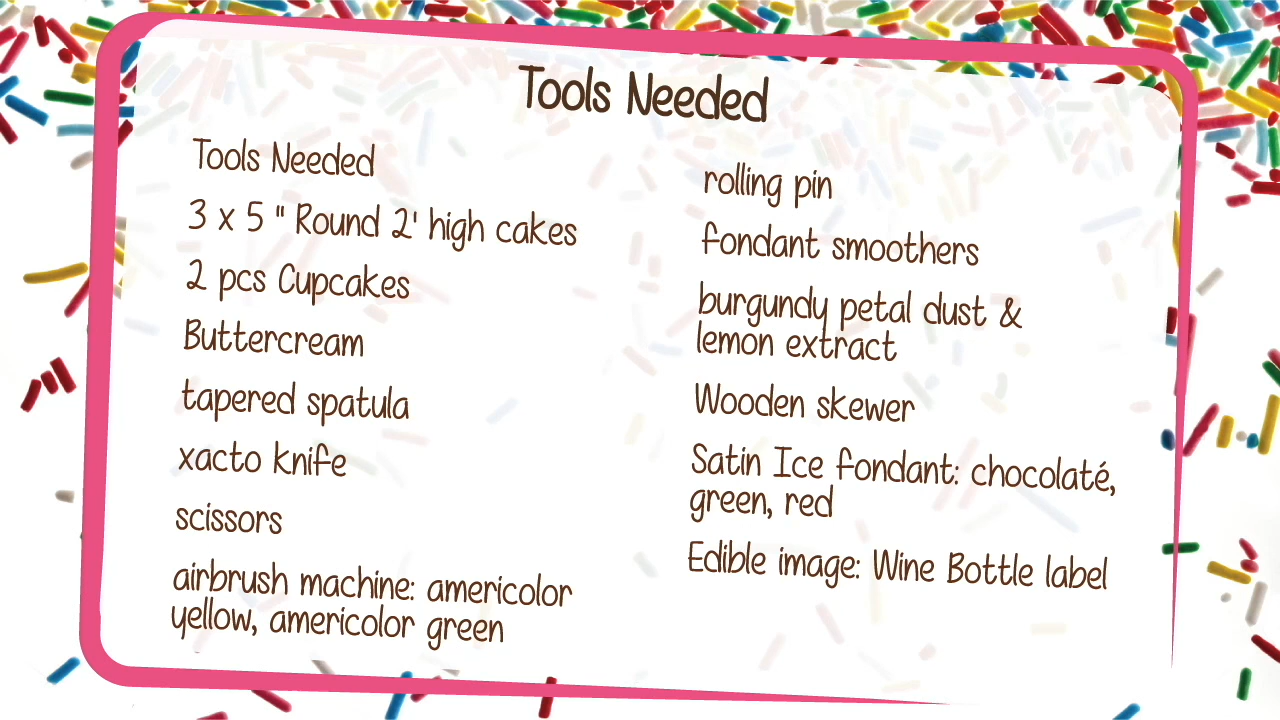 Tools Needed
Tools Needed
3 x 5 " Round 2' high cakes
2 pcs Cupcakes
Buttercream
tapered spatula
xacto knife
scissors
airbrush machine: americolor
yellow, americolor green
rolling pin
fondant smoothers
burgundy petal dust &
lemon extract
Wooden skewer
Satin Ice fondant: chocolaté,
green, red
Edible image: Wine Bottle label